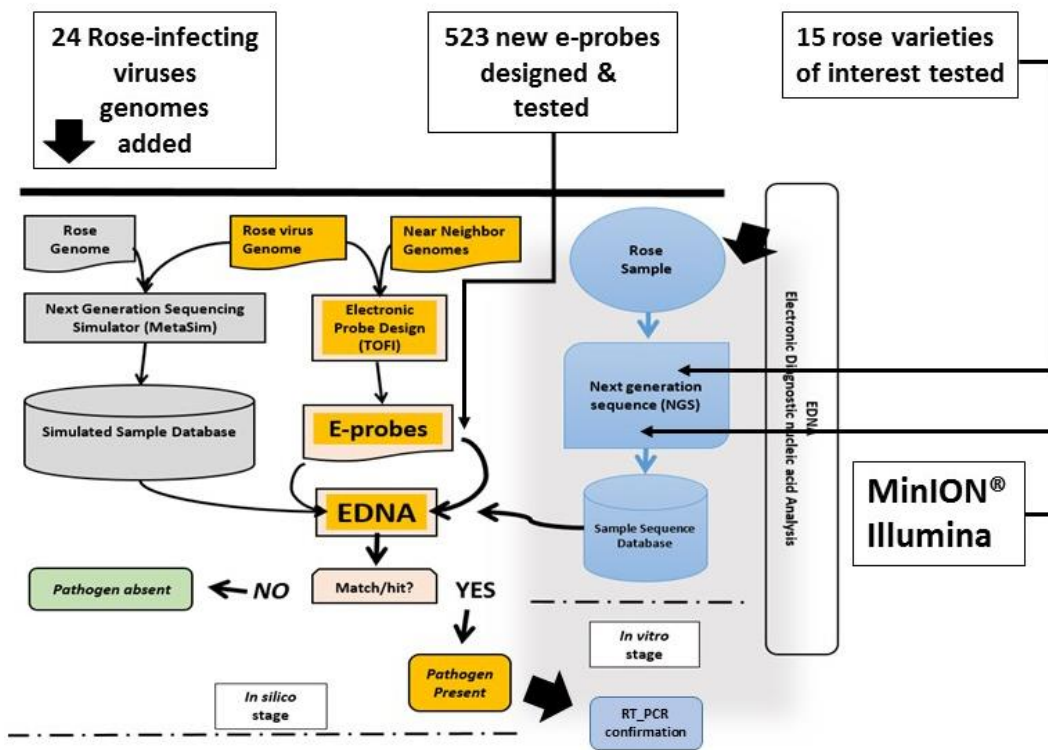 24 Rose-infecting
viruses
genomes
added
523 new e-probes
designed &
tested
15 rose varieties
of interest tested
Rose
Genome
Rose virus
Genome
Near Neighbor
Genomes
Rose
Sample
Next Generation Sequencing
Simulator (MetaSim)
Electronic
Probe Design
(TOFI)
Next generation
sequence (NGS)
EDNA
Electronic Diagnostic nucleic acid Analysis
Simulated Sample Database
E-probes
EDNA
Sample Sequence
Database
MinION®
Illumina
Pathogen absent
NO
Match/hit?
YES
In vitro
stage
Pathogen
Present
In silico
stage
RT_PCR
confirmation